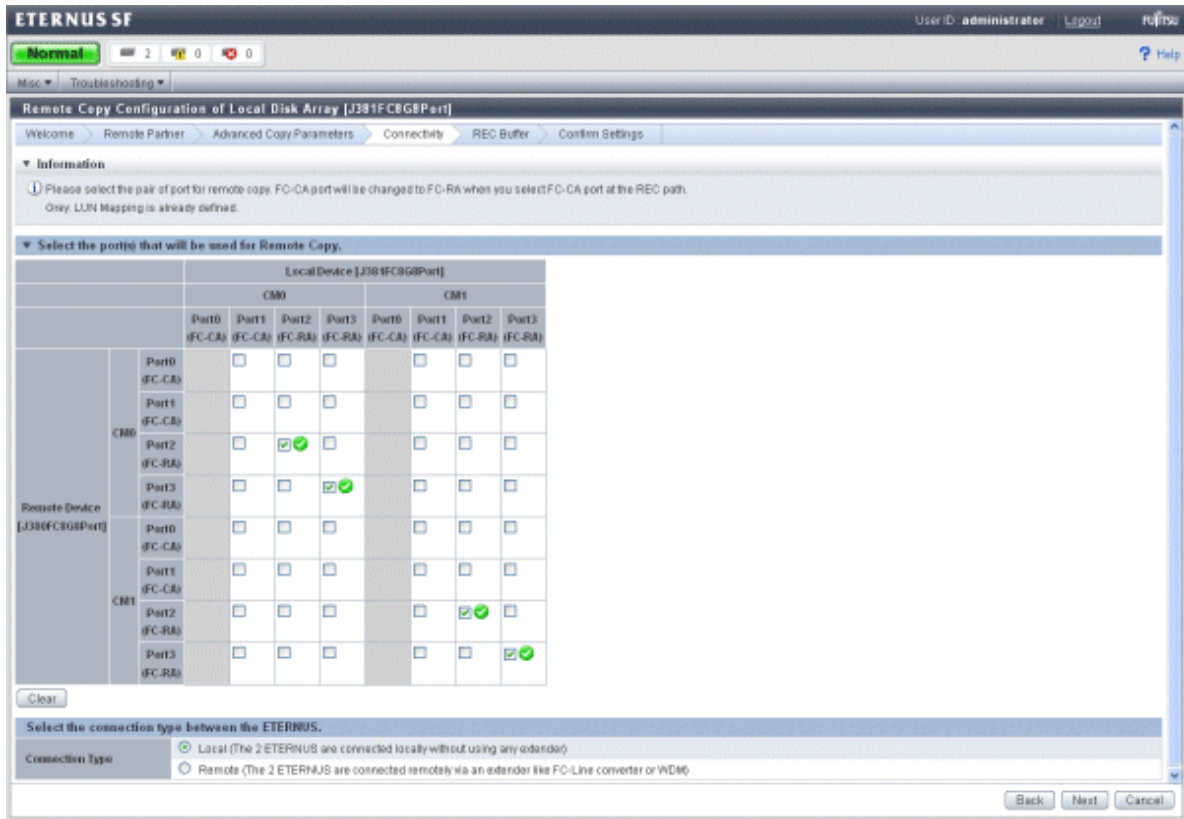 ETERNUS SF UserID: administrater Logout FUJITSU
Normal 2 0 0 Help
Misc Troubleshooting
Remote Copy Configuration of Local Disk Array [J381FC8G8Port]
Welcome Remote Partner Advanced Copy Parameters Connectivity REC Buffer Confirm Settings
Information
Please select the pair of port for remote copy. FC-CA port will be changed to FC-RA when you select FC-CA port at the REC path.
Grey: LUN Mapping is already defined.
Select the port(s) that will be used for Remote Copy.
Local Device [J381FC8G8Port]
CM0 CM1
Port0 Port1 Port2 Port3 Port0 Port1 Port2 Port3
(FC-CA) (FC-CA) (FC-RA) (FC-RA) (FC-CA) (FC-CA) (FC-RA) (FC-RA)
Remote Device
[J380FC8G8Port]
CM0
Port0
(FC-CA)
Port1
(FC-CA)
Port2
(FC-RA)
Port3
(FC-RA)
CM1
Port0
(FC-CA)
Port1
(FC-CA)
Port2
(FC-RA)
Port3
(FC-RA)
Clear
Select the connection type between the ETERNUS.
Connection Type
Local (The 2 ETERNUS are connected locally without using any extender)
Remote (The 2 ETERNUS are connected remotely via an extender like FC-Line converter or WDM)
Back Next Cancel